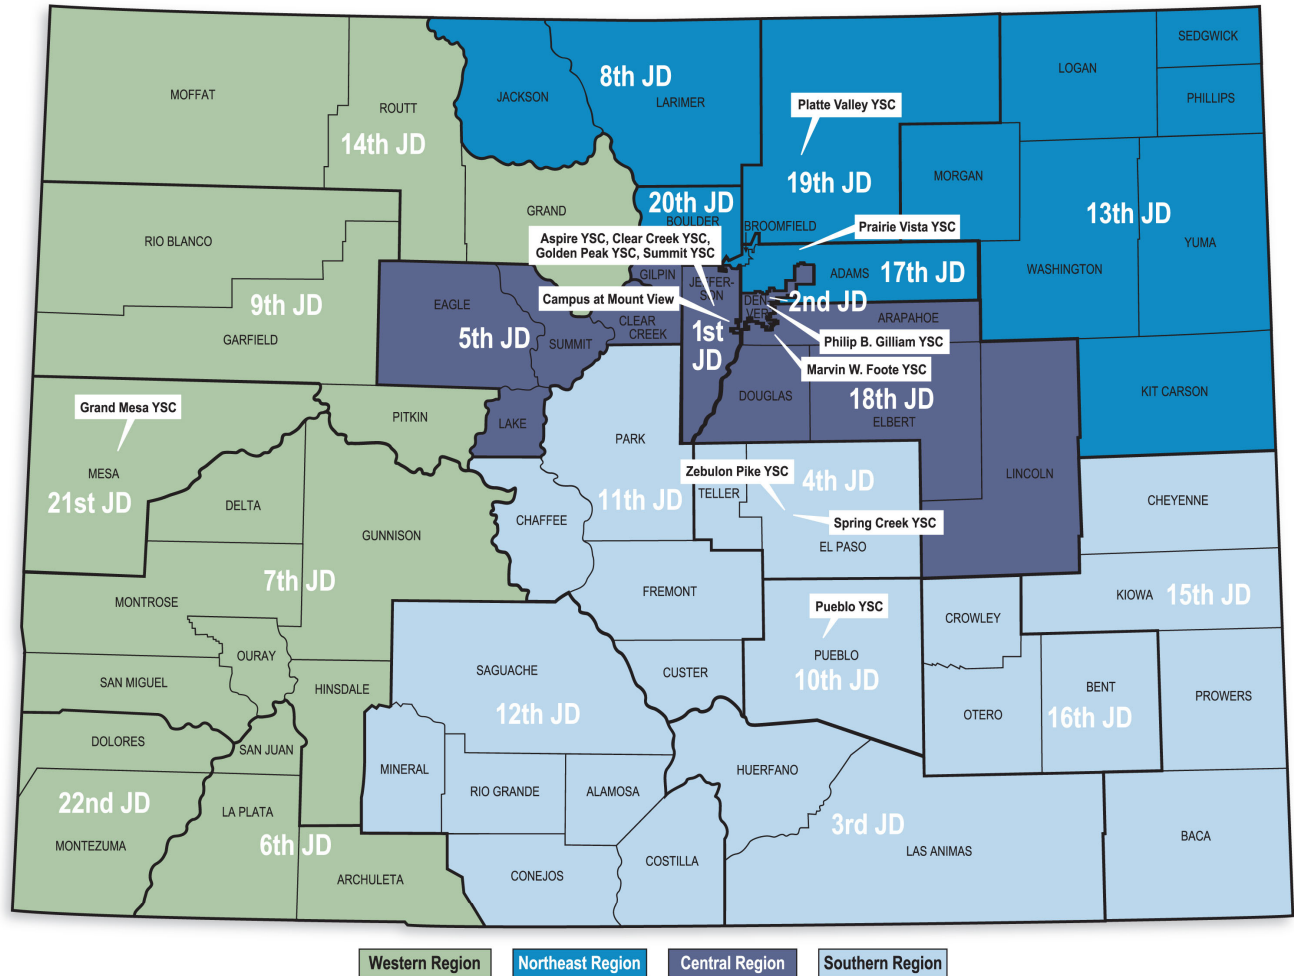 MOFFAT
ROUTT
14th JD
JACKSON
8th JD
LARIMER
LOGAN
SEDGWICK
PHILLIPS
Platte Valley YSC
19th JD
MORGAN
13th JD
YUMA
WASHINGTON
RIO BLANCO
GRAND
20th JD
BOULDER
BROOMFIELD
Prairie Vista YSC
Aspire YSC, Clear Creek YSC,
Golden Peak YSC, Summit YSC
ADAMS
17th JD
9th JD
GARFIELD
EAGLE
5th JD
SUMMIT
GILPIN
JEFFER-
SON
Campus at Mount View
CLEAR
CREEK
DEN
VER
2nd JD
ARAPAHOE
1st
JD
Philip B. Gilliam YSC
Marvin W. Foote YSC
DOUGLAS
18th JD
ELBERT
KIT CARSON
Grand Mesa YSC
MESA
21st JD
PITKIN
LAKE
PARK
11th JD
Zebulon Pike YSC
TELLER
4th JD
Spring Creek YSC
EL PASO
LINCOLN
CHEYENNE
DELTA
GUNNISON
CHAFFEE
7th JD
MONTROSE
FREMONT
Pueblo YSC
PUEBLO
10th JD
CROWLEY
KIOWA
15th JD
OURAY
SAN MIGUEL
HINSDALE
SAGUACHE
12th JD
CUSTER
OTERO
BENT
16th JD
PROWERS
DOLORES
SAN JUAN
MINERAL
RIO GRANDE
ALAMOSA
HUERFANO
22nd JD
MONTEZUMA
LA PLATA
6th JD
ARCHULETA
CONEJOS
COSTILLA
3rd JD
LAS ANIMAS
BACA
Western Region
Northeast Region
Central Region
Southern Region